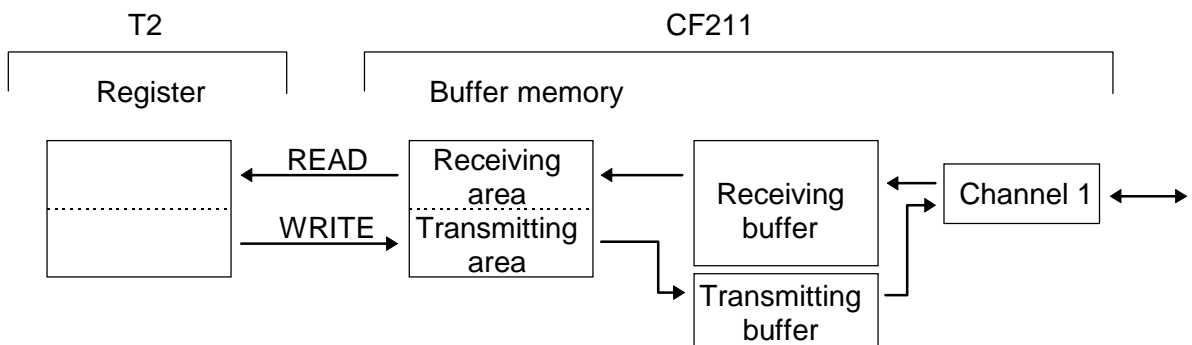 T2
CF211
Register
Buffer memory
READ
WRITE
Receiving
area
Transmitting
area
Receiving
buffer
Transmitting
buffer
Channel 1